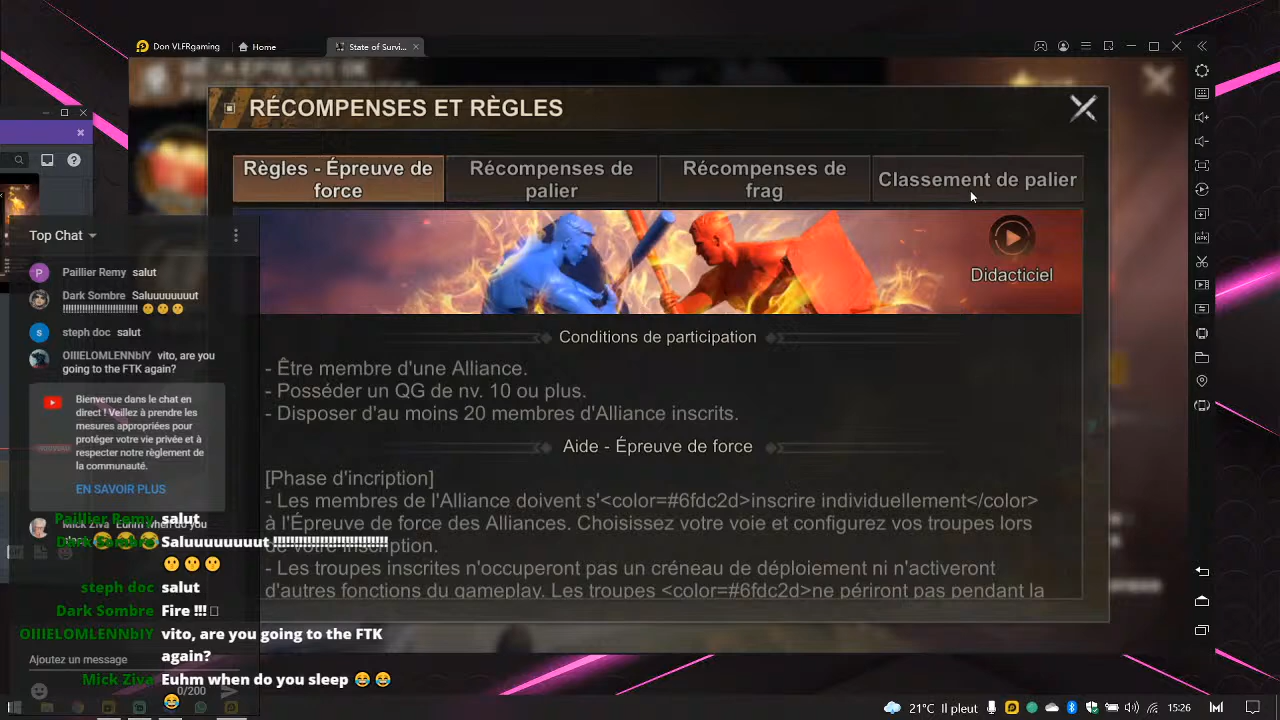 Don VLFRgaming
Home
State of Survi...
RÉCOMPENSES ET RÈGLES
Règles - Épreuve de
force
Récompenses de
palier
Récompenses de
frag
Classement de palier
Didacticiel
Conditions de participation
- Être membre d'une Alliance.
- Posséder un QG de nv. 10 ou plus.
- Disposer d'au moins 20 membres d'Alliance inscrits.
Aide - Épreuve de force
[Phase d'incription]
- Les membres de l'Alliance doivent s'<color=#6fdc2d>inscrire individuellement</color>
à l'Épreuve de force des Alliances. Choisissez votre voie et configurez vos troupes lors
de votre inscription.
- Les troupes inscrites n'occuperont pas un créneau de déploiement ni n'activeront
d'autres fonctions du gameplay. Les troupes <color=#6fdc2d>ne périront pas pendant la
Top Chat
P Paillier Remy salut
Dark Sombre Saluuuuuuuut
!!!!!!!!!!!!!!!!!!!!!!!!!!! 😶 😶 😶
s steph doc salut
OIIIELOMLENNbIY vito, are you
going to the FTK again?
Bienvenue dans le chat en
direct ! Veillez à prendre les
mesures appropriées pour
protéger votre vie privée et à
respecter notre règlement de
la communauté.
EN SAVOIR PLUS
Mick Ziva Euhm when do you
Paillier Remy salut
Dark Sombre Saluuuuuuuut !!!!!!!!!!!!!!!!!!!!!!!!!!!
😶 😶 😶
steph doc salut
Dark Sombre Fire !!!
OIIIELOMLENNbIY vito, are you going to the FTK
again?
Mick Ziva Euhm when do you sleep 😂 😂
😂
Ajoutez un message
0/200
21°C Il pleut
15:26